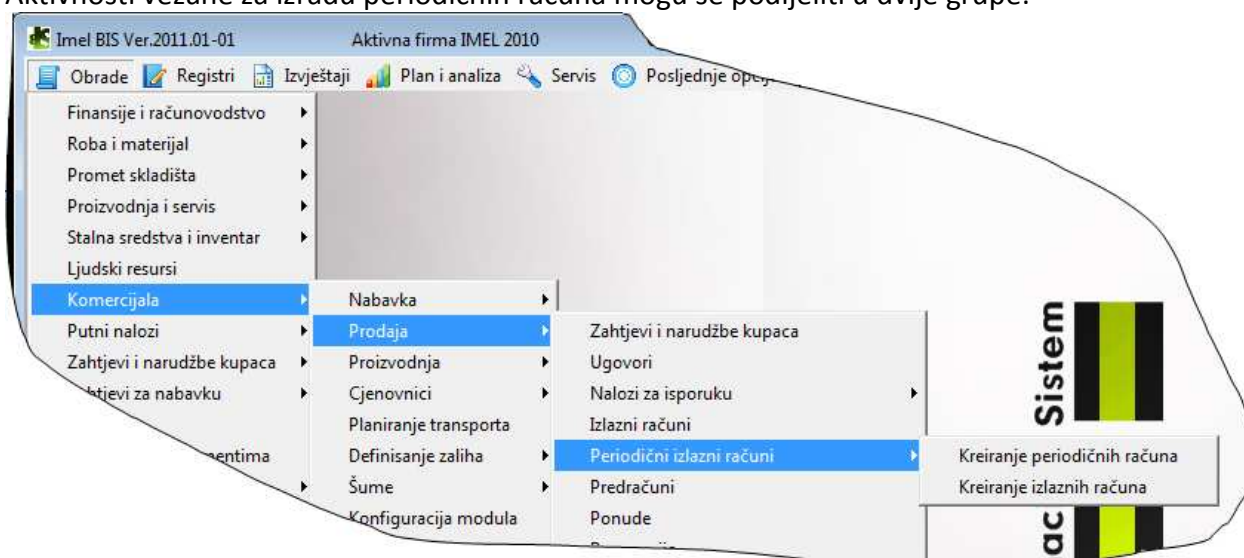 Aktivnosti vezane za izradu periodičnih računa mogu se podijeliti u dvije grupe:
Imel BIS Ver.2011.01-01 Aktivna firma IMEL 2010
Obrade Registri Izvještaji Plan i analiza Servis Posljednje
Finansije i računovodstvo
Roba i materijal
Promet skladišta
Proizvodnja i servis
Stalna sredstva i inventar
Ljudski resursi
Komercijala
Putni nalozi
Zahtjevi i narudžbe kupaca
za nabavku
Nabavka
Prodaja
Proizvodnja
Cjenovnici
Planiranje transporta
Definisanje zaliha
Šume
Konfiguracija modula
Zahtjevi i narudžbe kupaca
Ugovori
Nalozi za isporuku
Izlazni računi
Periodični izlazni računi
Predračuni
Ponude
Kreiranje periodičnih računa
Kreiranje izlaznih računa
Sistem